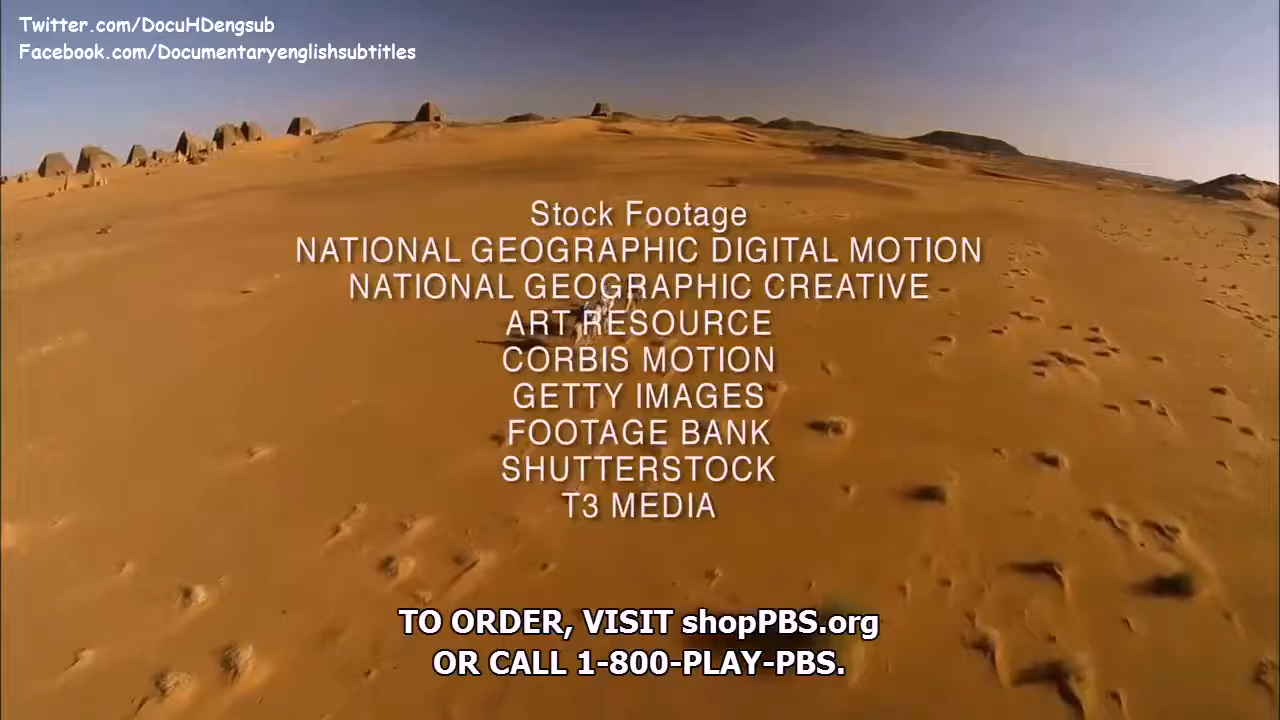 Twitter.com/DocuHDengsub
Facebook.com/Documentaryenglishsubtitles
Stock Footage
NATIONAL GEOGRAPHIC DIGITAL MOTION
NATIONAL GEOGRAPHIC CREATIVE
ART RESOURCE
CORBIS MOTION
GETTY IMAGES
FOOTAGE BANK
SHUTTERSTOCK
T3 MEDIA
TO ORDER, VISIT shopPBS.org
OR CALL 1-800-PLAY-PBS.